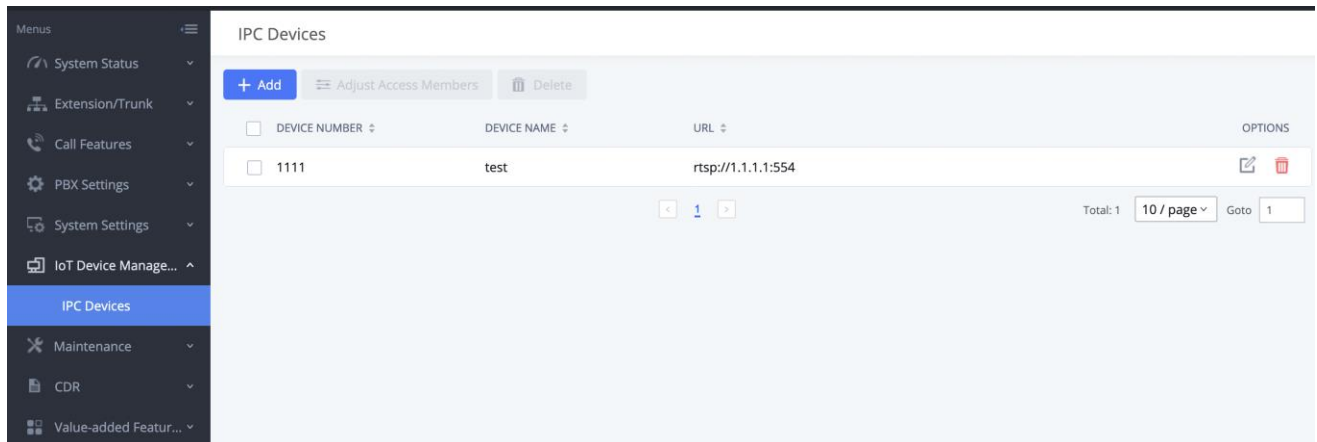 Menus
System Status
Extension/Trunk
Call Features
PBX Settings
System Settings
IoT Device Manage...
IPC Devices
Maintenance
CDR
Value-added Featur...
IPC Devices
+ Add
Adjust Access Members
Delete
DEVICE NUMBER DEVICE NAME URL OPTIONS
1111 test rtsp://1.1.1.1:554
< 1 > Total: 1 10 / page Goto 1